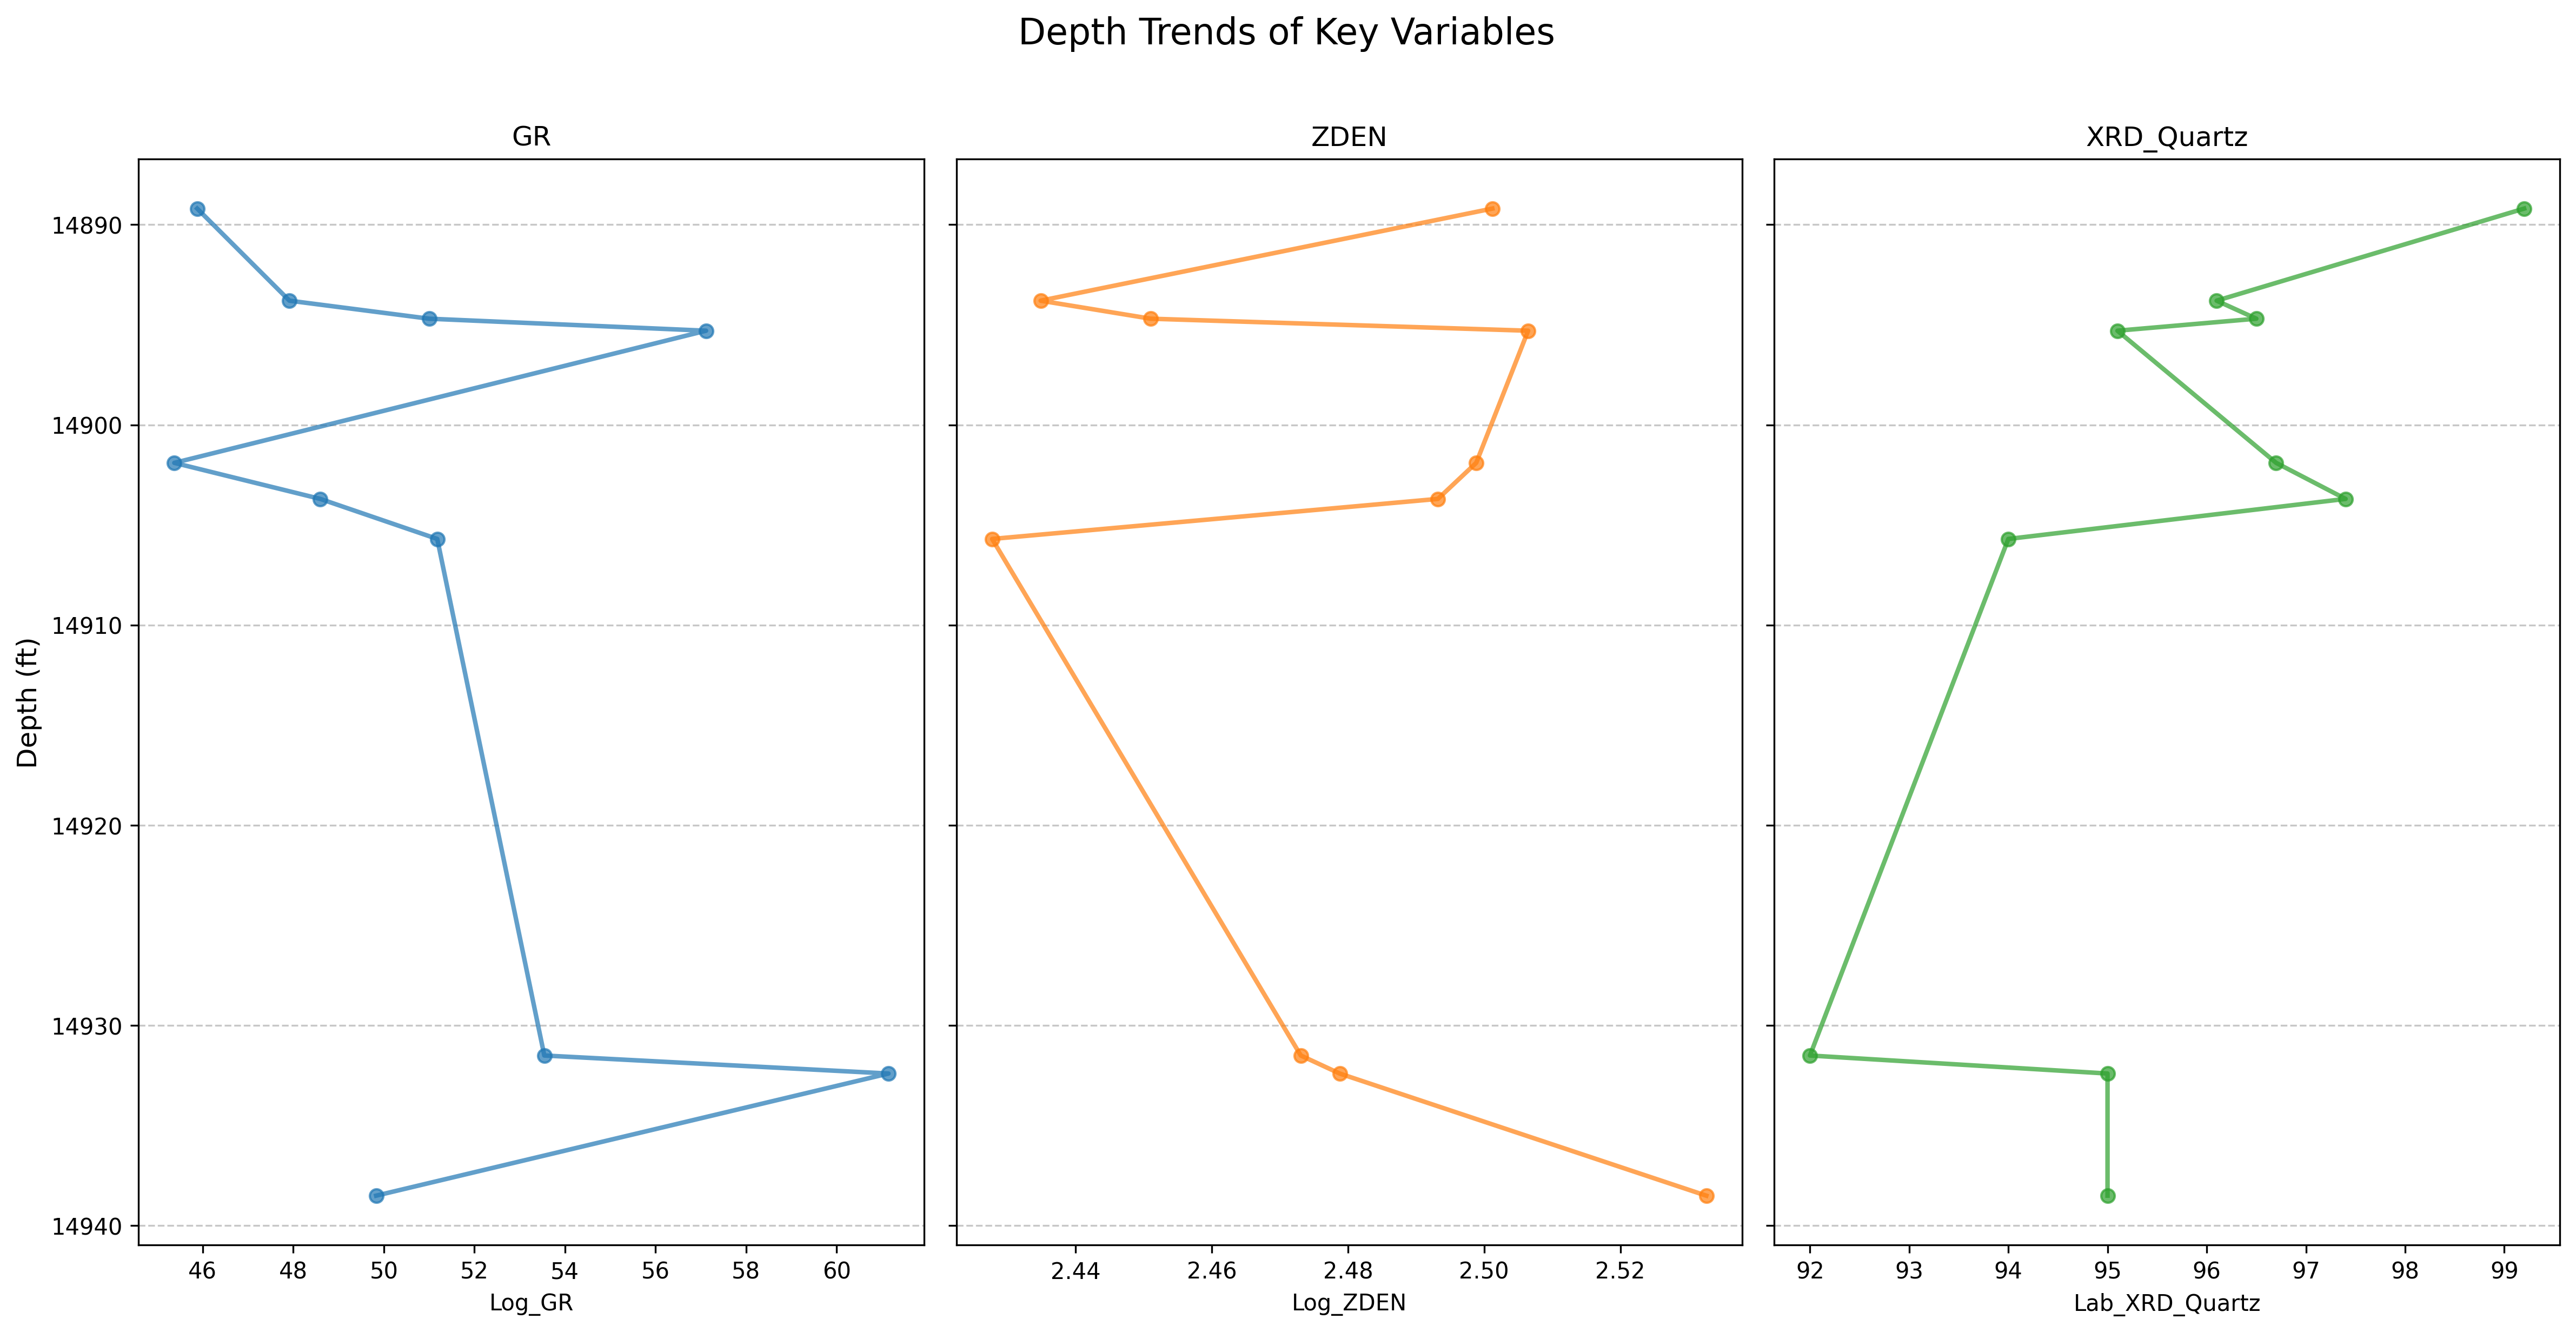 Depth Trends of Key Variables
GR
ZDEN
XRD_Quartz
Depth (ft)
14890
14900
14910
14920
14930
14940
46 48 50 52 54 56 58 60
2.44 2.46 2.48 2.50 2.52
92 93 94 95 96 97 98 99
Log_GR
Log_ZDEN
Lab_XRD_Quartz